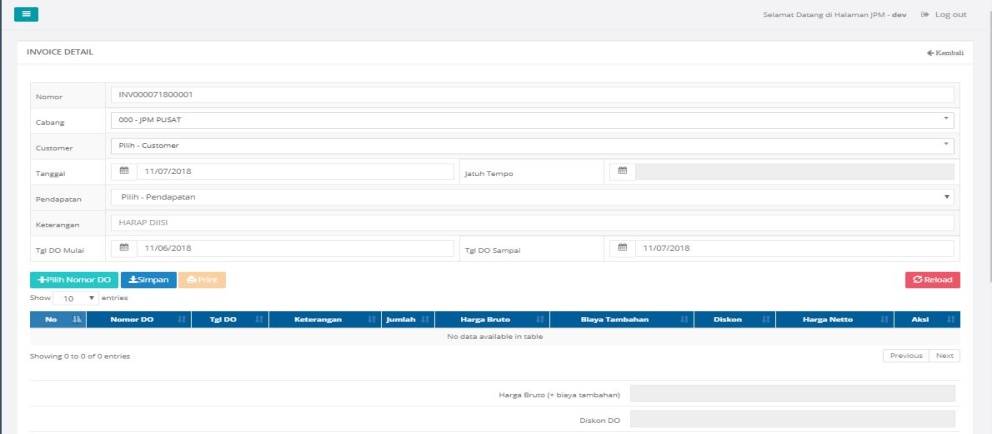 Selamat Datang di Halaman JPM - dev Log out
INVOICE DETAIL Kembali
Nomor INV000071800001
Cabang 000 - JPM PUSAT
Customer Pilih - Customer
Tanggal 11/07/2018 Jatuh Tempo
Pendapatan Pilih - Pendapatan
Keterangan HARAP DIISI
Tgl DO Mulai 11/06/2018 Tgl DO Sampai 11/07/2018
Pilih Nomor DO Simpan Print Reload
Show 10 entries
No Nomor DO Tgl DO Keterangan Jumlah Harga Bruto Biaya Tambahan Diskon Harga Netto Aksi
No data available in table
Showing 0 to 0 of 0 entries Previous Next
Harga Bruto (+ biaya tambahan)
Diskon DO